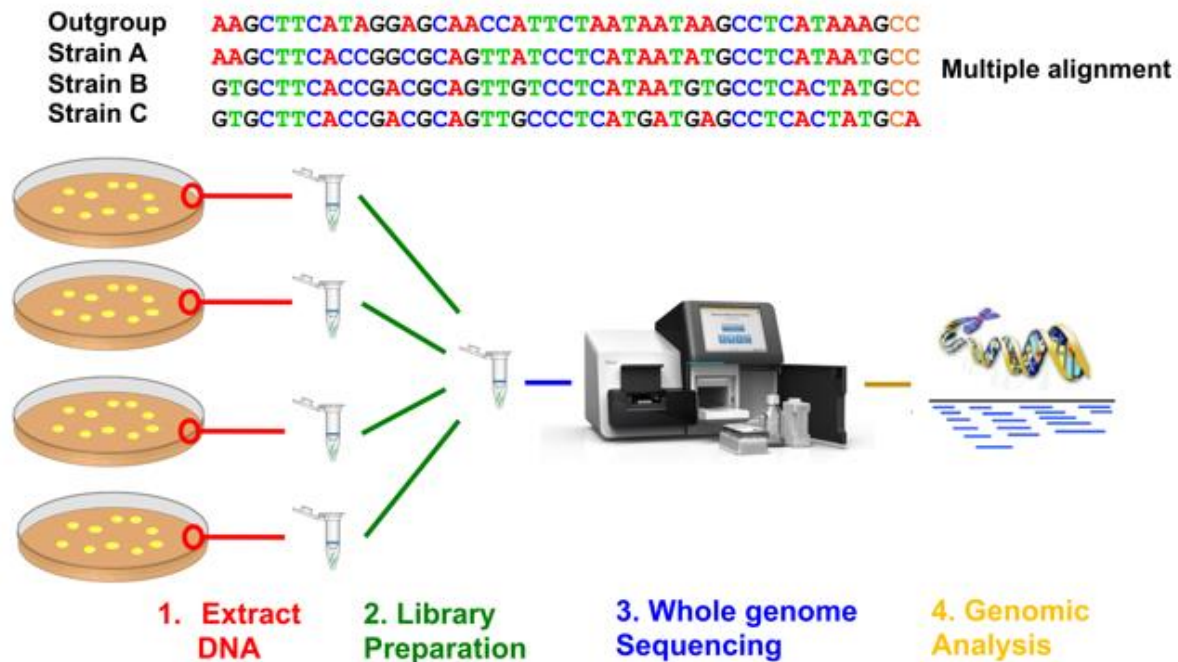 Outgroup AAGCTTCATAGGAGCAACCATTCTAATAATAAGCCTCATAAAGCC
Strain A AAGCTTCACCGGCGCAGTTATCCTCATAATATGCCTCATAATGCC
Strain B GTGCTTCACCGACGCAGTTGTCCTCATAATGTGCCTCACTATGCC
Strain C GTGCTTCACCGACGCAGTTGCCCTCATGATGAGCCTCACTATGCA
Multiple alignment
1. Extract DNA
2. Library Preparation
3. Whole genome Sequencing
4. Genomic Analysis